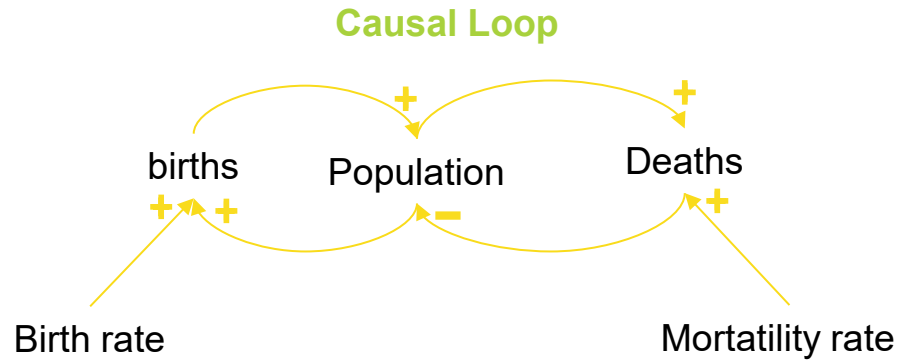 Causal Loop
+ +
births Population Deaths
+ + − +
Birth rate Mortatility rate